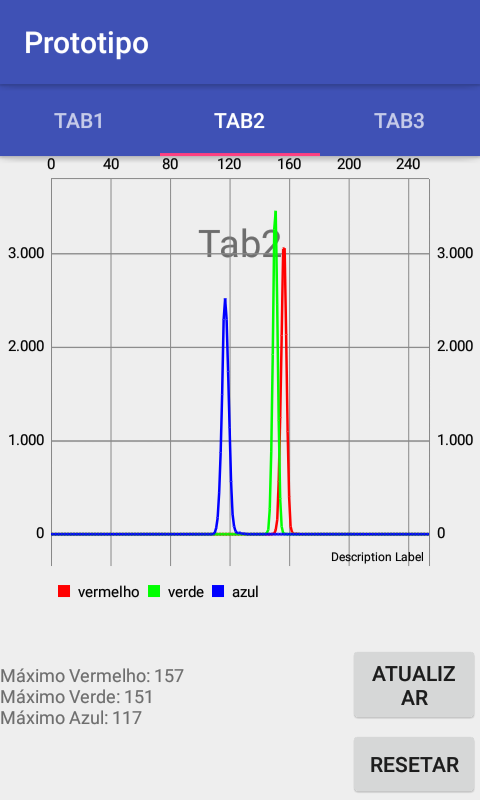 Prototipo
TAB1 TAB2 TAB3
0 40 80 120 160 200 240
Tab2
3.000 3.000
2.000 2.000
1.000 1.000
0 0
Description Label
vermelho verde azul
Máximo Vermelho: 157
Máximo Verde: 151
Máximo Azul: 117
ATUALIZ
AR
RESETAR